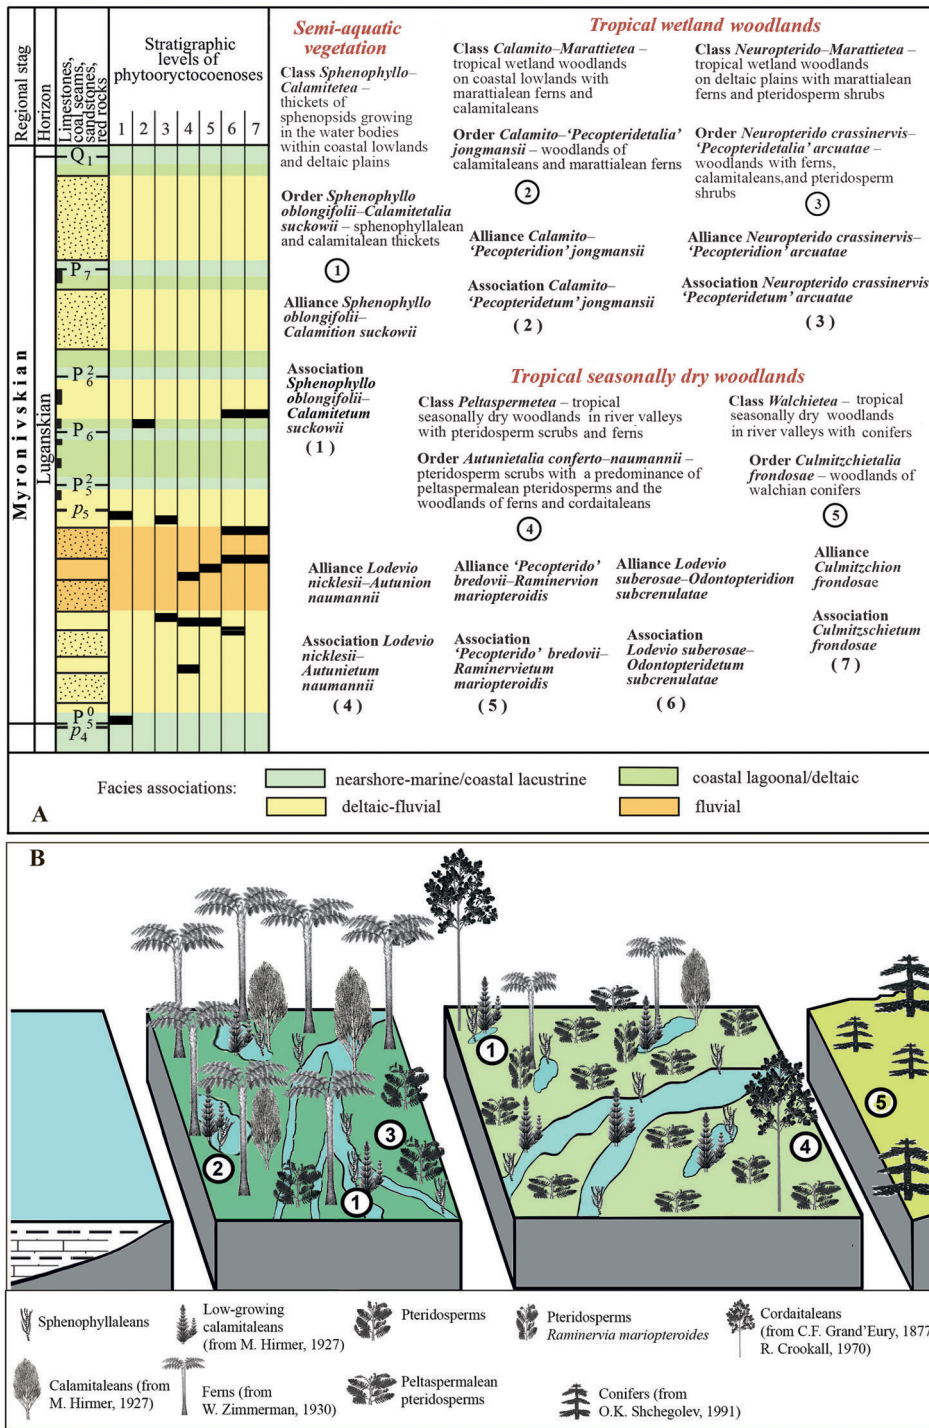 Regional stag
Horizon
Limestones,
coal seams,
sandstones,
red rocks
Stratigraphic
levels of
phytooryctocoenoses
1 2 3 4 5 6 7
Myronivskian
Luganskian
Q1
P7
P6^2
P6
P5^2
p5
P5^0
p4
Semi-aquatic
vegetation
Class Sphenophyllo–
Calamitetea –
thickets of
sphenopsids growing
in the water bodies
within coastal lowlands
and deltaic plains
Order Sphenophyllo
oblongifolii–Calamitetalia
suckowii – sphenophyllalean
and calamitalean thickets
1
Alliance Sphenophyllo
oblongifolii–
Calamition suckowii
Association
Sphenophyllo
oblongifolii–
Calamitetum
suckowii
( 1 )
Tropical wetland woodlands
Class Calamito–Marattietea –
tropical wetland woodlands
on coastal lowlands with
marattialean ferns and
calamitaleans
Order Calamito–‘Pecopteridetalia’
jongmansii – woodlands of
calamitaleans and marattialean ferns
2
Alliance Calamito–
‘Pecopteridion’ jongmansii
Association Calamito–
‘Pecopteridetum’ jongmansii
( 2 )
Class Neuropterido–Marattietea –
tropical wetland woodlands
on deltaic plains with marattialean
ferns and pteridosperm shrubs
Order Neuropterido crassinervis–
‘Pecopteridetalia’ arcuatae –
woodlands with ferns,
calamitaleans,and pteridosperm
shrubs
3
Alliance Neuropterido crassinervis–
‘Pecopteridion’ arcuatae
Association Neuropterido crassinervis–
‘Pecopteridetum’ arcuatae
( 3 )
Tropical seasonally dry woodlands
Class Peltaspermetea – tropical
seasonally dry woodlands in river valleys
with pteridosperm scrubs and ferns
Order Autunietalia conferto–naumannii –
pteridosperm scrubs with a predominance of
peltaspermalean pteridosperms and the
woodlands of ferns and cordaitaleans
4
Class Walchietea – tropical
seasonally dry woodlands
in river valleys with conifers
Order Culmitzchietalia
frondosae – woodlands of
walchian conifers
5
Alliance Lodevio
nicklesii–Autunion
naumannii
Association Lodevio
nicklesii–
Autunietum
naumannii
( 4 )
Alliance ‘Pecopterido’
bredovii–Raminervion
mariopteroidis
Association
‘Pecopterido’ bredovii–
Raminervietum
mariopteroidis
( 5 )
Alliance Lodevio
suberosae–Odontopteridion
subcrenulatae
Association
Lodevio suberosae–
Odontopteridetum
subcrenulatae
( 6 )
Alliance
Culmitzchion
frondosae
Association
Culmitzschietum
frondosae
( 7 )
A
Facies associations:
nearshore-marine/coastal lacustrine
coastal lagoonal/deltaic
deltaic-fluvial
fluvial
B
1
5
3
4
2
1
Sphenophyllaleans
Low-growing
calamitaleans
(from M. Hirmer, 1927)
Pteridosperms
Pteridosperms
Raminervia mariopteroides
Cordaitaleans
(from C.F. Grand’Eury, 1877
R. Crookall, 1970)
Calamitaleans (from
M. Hirmer, 1927)
Ferns (from
W. Zimmerman, 1930)
Peltaspermalean
pteridosperms
Conifers (from
O.K. Shchegolev, 1991)